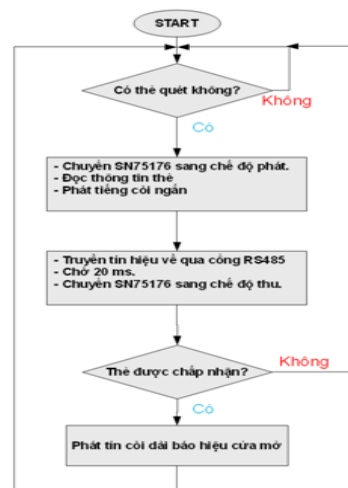 START
Có thẻ quét không?
Không
Có
- Chuyển SN75176 sang chế độ phát.
- Đọc thông tin thẻ
- Phát tiếng còi ngắn
- Truyền tín hiệu về qua cổng RS485
- Chờ 20 ms.
- Chuyển SN75176 sang chế độ thu.
Thẻ được chấp nhận?
Không
Có
Phát tín còi dài báo hiệu cửa mở